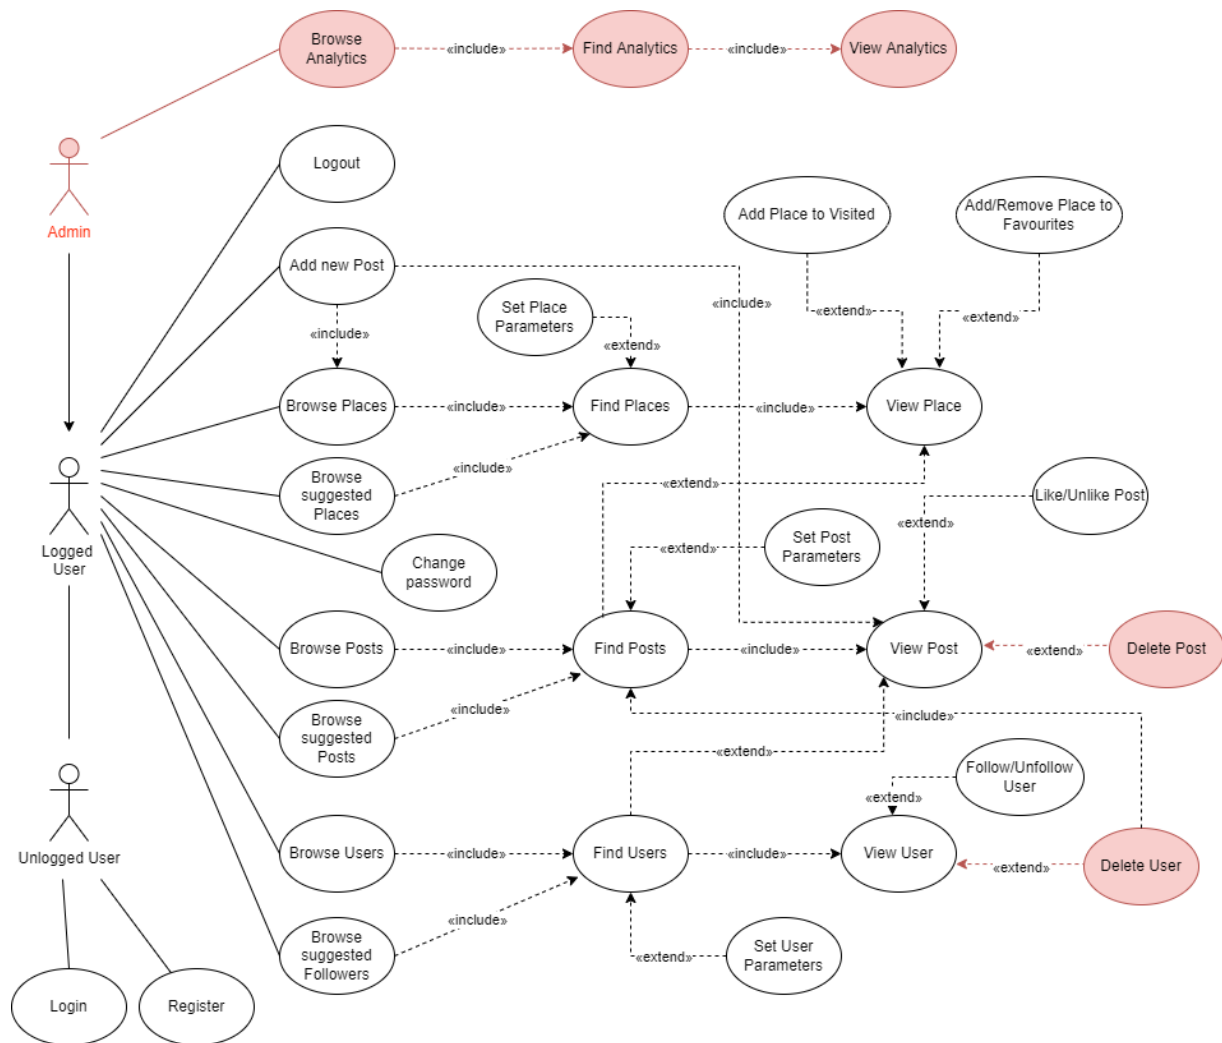 Browse
Analytics
«include»
Find Analytics
«include»
View Analytics
Admin
Logout
Add Place to Visited
Add/Remove Place to
Favourites
Add new Post
«include»
«include»
Set Place
Parameters
«extend»
«extend»
«extend»
Browse Places
«include»
Find Places
«include»
View Place
Browse
suggested
Places
«include»
«extend»
Like/Unlike Post
«extend»
Logged
User
Change
password
«extend»
Set Post
Parameters
Browse Posts
«include»
Find Posts
«include»
View Post
«extend»
Delete Post
Browse
suggested
Posts
«include»
«include»
«extend»
Follow/Unfollow
User
«extend»
Unlogged User
Browse Users
«include»
Find Users
«include»
View User
«extend»
Delete User
Browse
suggested
Followers
«include»
«extend»
Set User
Parameters
Login
Register